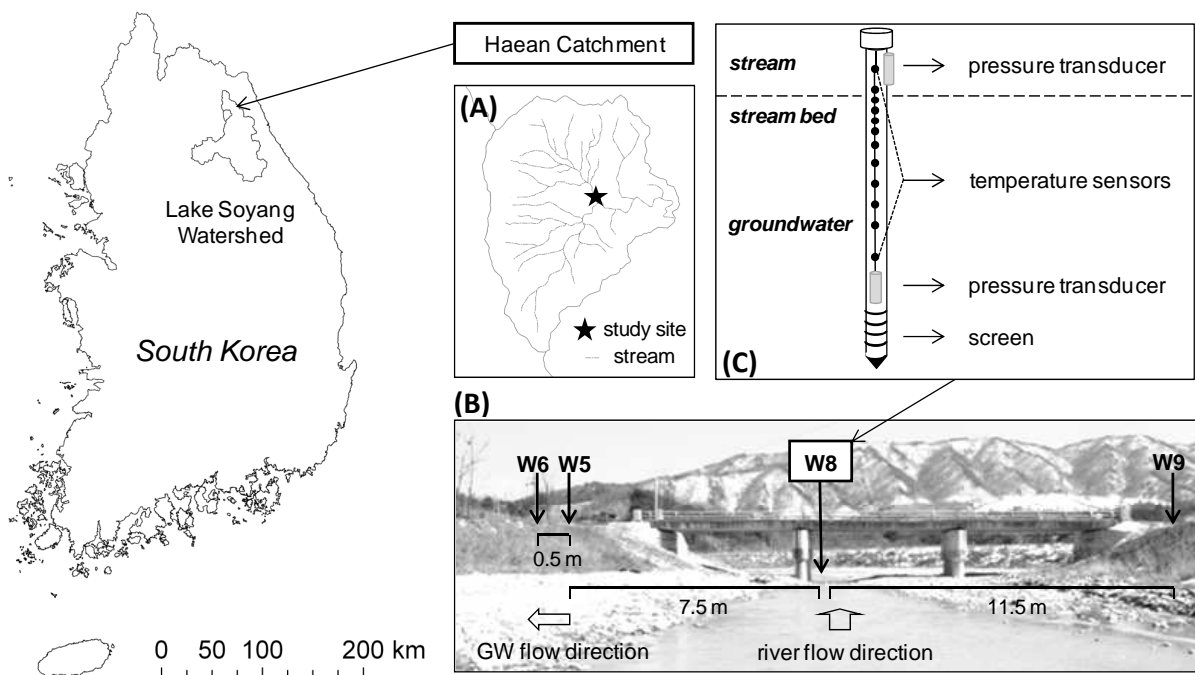 Haean Catchment
Lake Soyang
Watershed
South Korea
0 50 100 200 km
(A)
study site
stream
stream
stream bed
groundwater
pressure transducer
temperature sensors
pressure transducer
screen
(C)
(B)
W6 W5 W8 W9
0.5 m
7.5 m 11.5 m
GW flow direction river flow direction